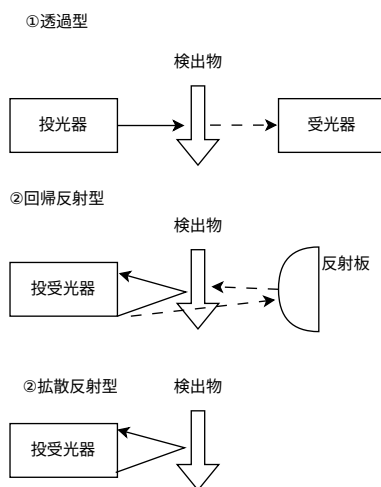 ①透過型
検出物
投光器
受光器
②回帰反射型
検出物
投受光器
反射板
②拡散反射型
検出物
投受光器